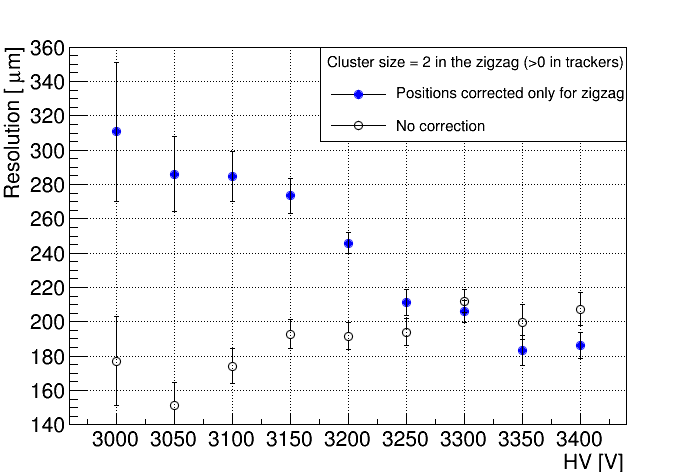 Resolution [ μm]
360
340
320
300
280
260
240
220
200
180
160
140
Cluster size = 2 in the zigzag (>0 in trackers)
Positions corrected only for zigzag
No correction
3000 3050 3100 3150 3200 3250 3300 3350 3400
HV [V]